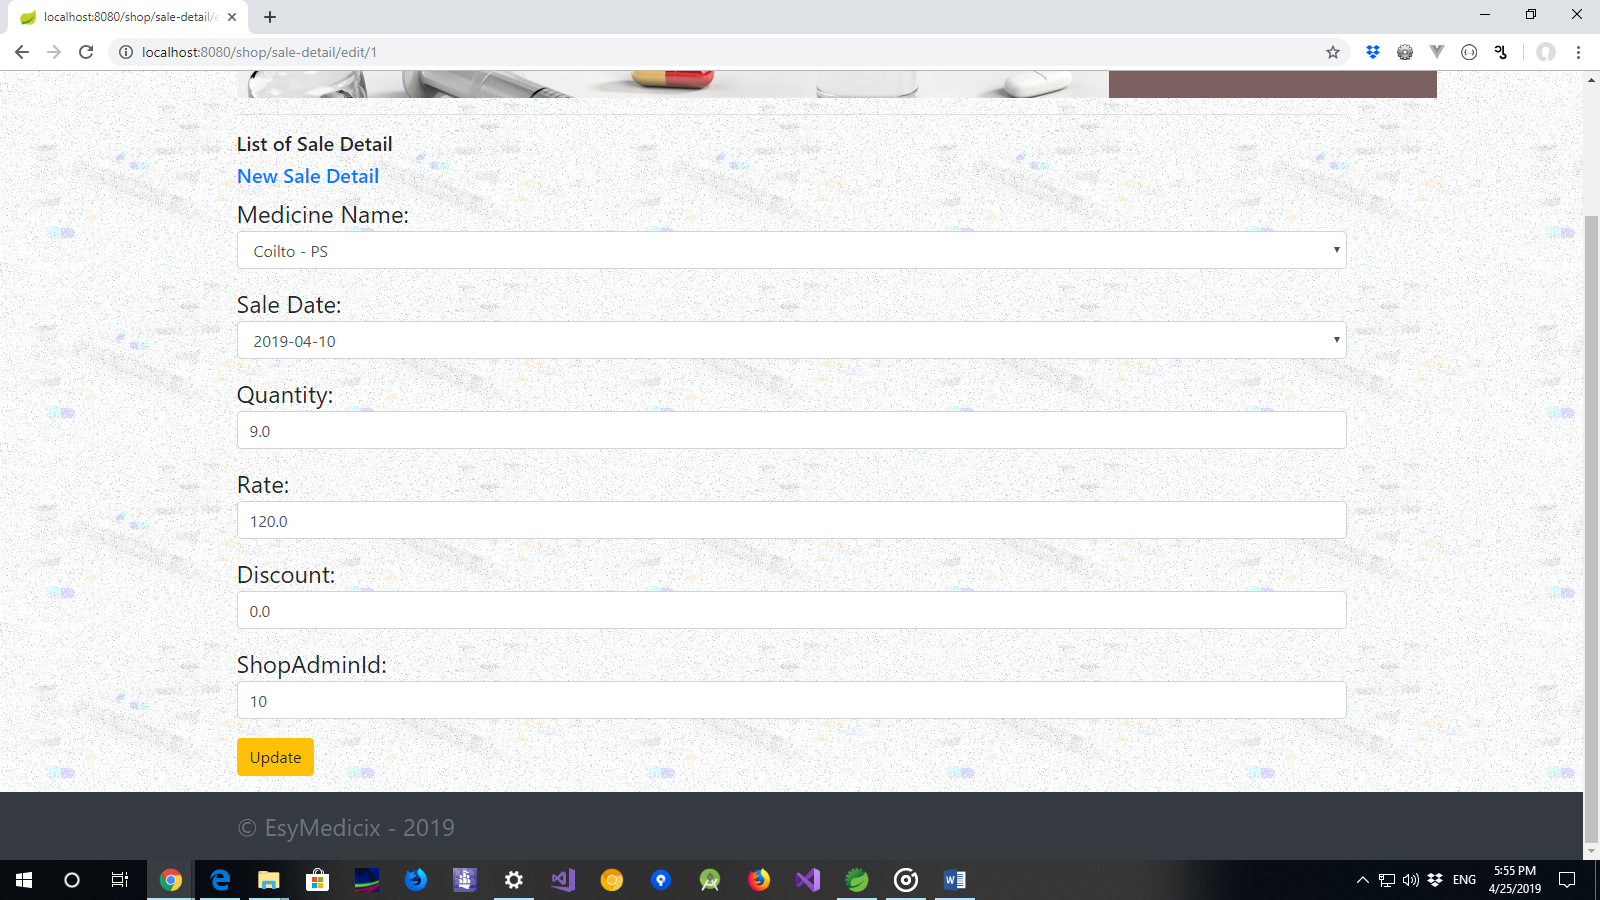 localhost:8080/shop/sale-detail/e
localhost:8080/shop/sale-detail/edit/1
List of Sale Detail
New Sale Detail
Medicine Name:
Coilto - PS
Sale Date:
2019-04-10
Quantity:
9.0
Rate:
120.0
Discount:
0.0
ShopAdminId:
10
Update
© EsyMedicix - 2019
ENG
5:55 PM
4/25/2019